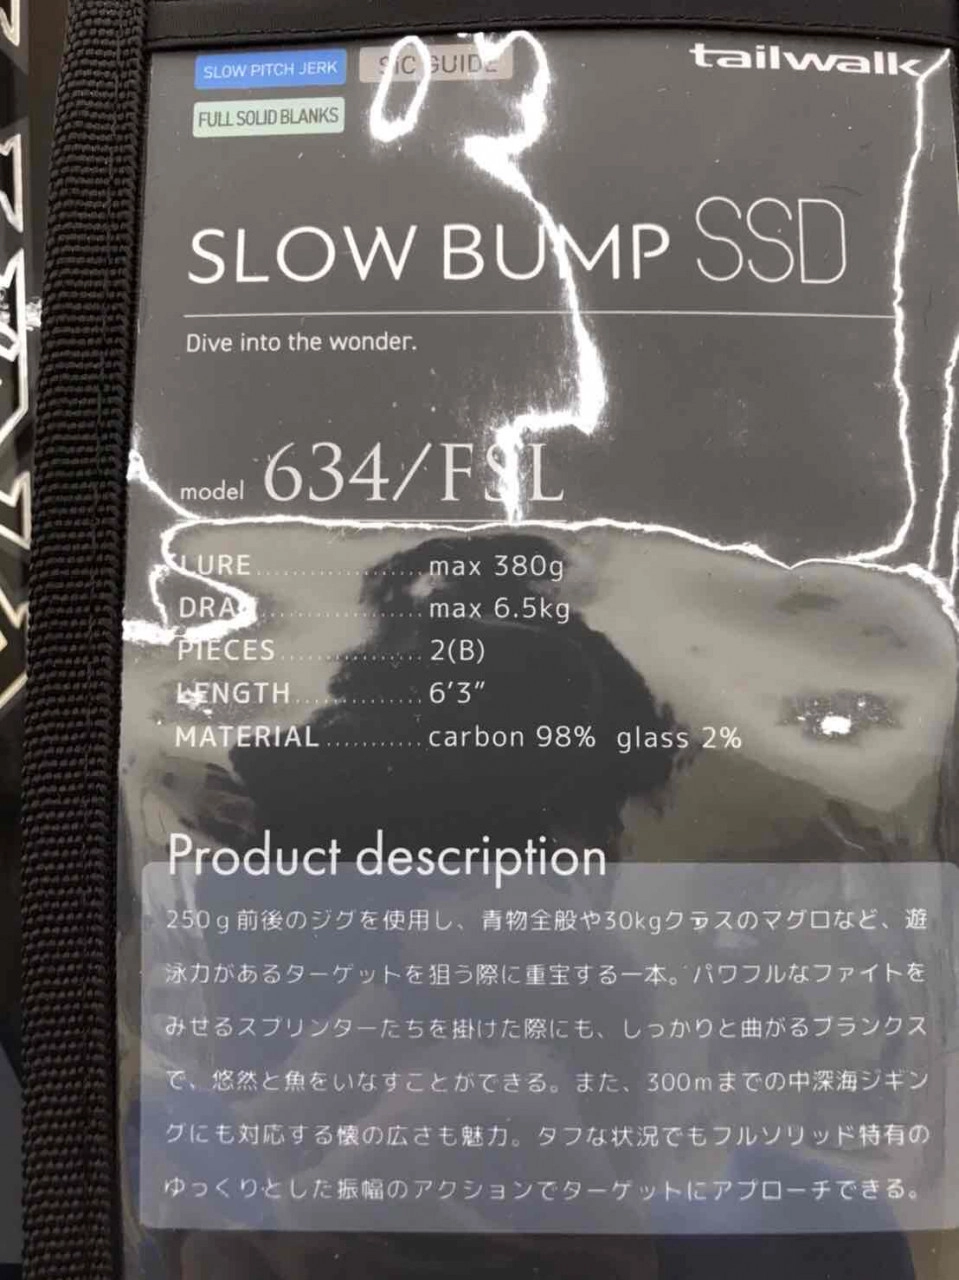 SLOW PITCH JERK SiC GUIDE tailwalk
FULL SOLID BLANKS
SLOW BUMP SSD
Dive into the wonder.
model 634/FSL
LURE.....................max 380g
DRAG.....................max 6.5kg
PIECES................2(B)
LENGTH..............6'3"
MATERIAL...........carbon 98% glass 2%
Product description
250g前後のジグを使用し、青物全般や30kgクラスのマグロなど、遊
泳力があるターゲットを狙う際に重宝する一本。パワフルなファイトを
みせるスプリンターたちを掛けた際にも、しっかりと曲がるブランクス
で、悠然と魚をいなすことができる。また、300mまでの中深海ジギン
グにも対応する懐の広さも魅力。タフな状況でもフルソリッド特有の
ゆっくりとした振幅のアクションでターゲットにアプローチできる。